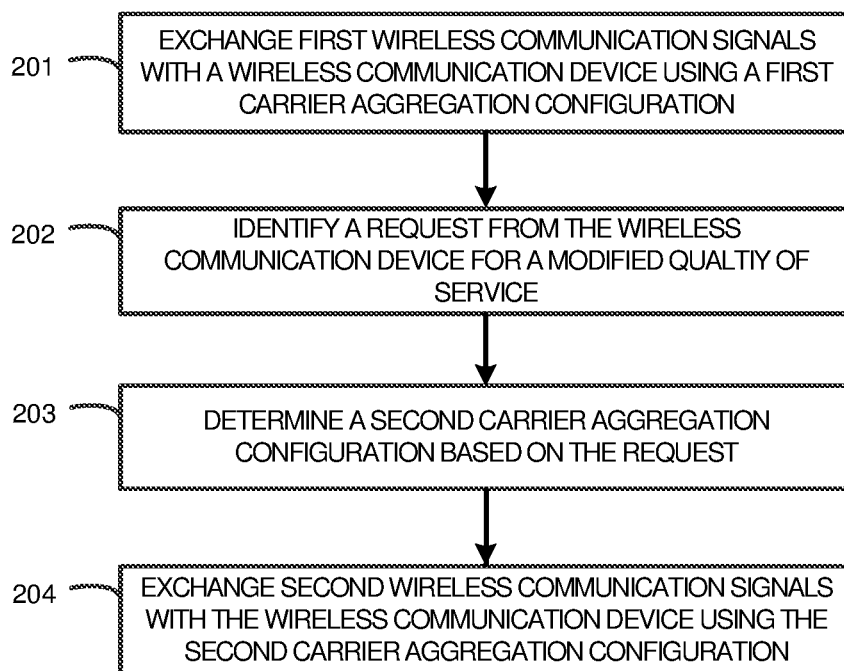 201
EXCHANGE FIRST WIRELESS COMMUNICATION SIGNALS
WITH A WIRELESS COMMUNICATION DEVICE USING A FIRST
CARRIER AGGREGATION CONFIGURATION
202
IDENTIFY A REQUEST FROM THE WIRELESS
COMMUNICATION DEVICE FOR A MODIFIED QUALTIY OF
SERVICE
203
DETERMINE A SECOND CARRIER AGGREGATION
CONFIGURATION BASED ON THE REQUEST
204
EXCHANGE SECOND WIRELESS COMMUNICATION SIGNALS
WITH THE WIRELESS COMMUNICATION DEVICE USING THE
SECOND CARRIER AGGREGATION CONFIGURATION